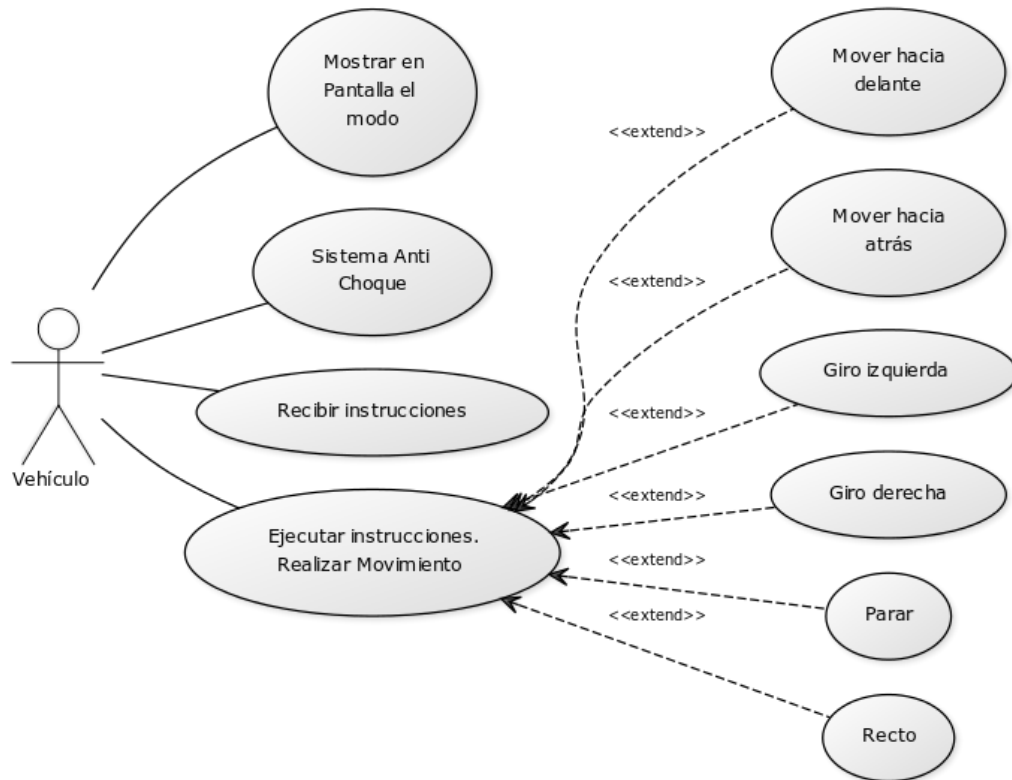 Mostrar en
Pantalla el
modo
Sistema Anti
Choque
Recibir instrucciones
Ejecutar instrucciones.
Realizar Movimiento
Vehículo
<<extend>>
<<extend>>
<<extend>>
<<extend>>
<<extend>>
<<extend>>
Mover hacia
delante
Mover hacia
atrás
Giro izquierda
Giro derecha
Parar
Recto